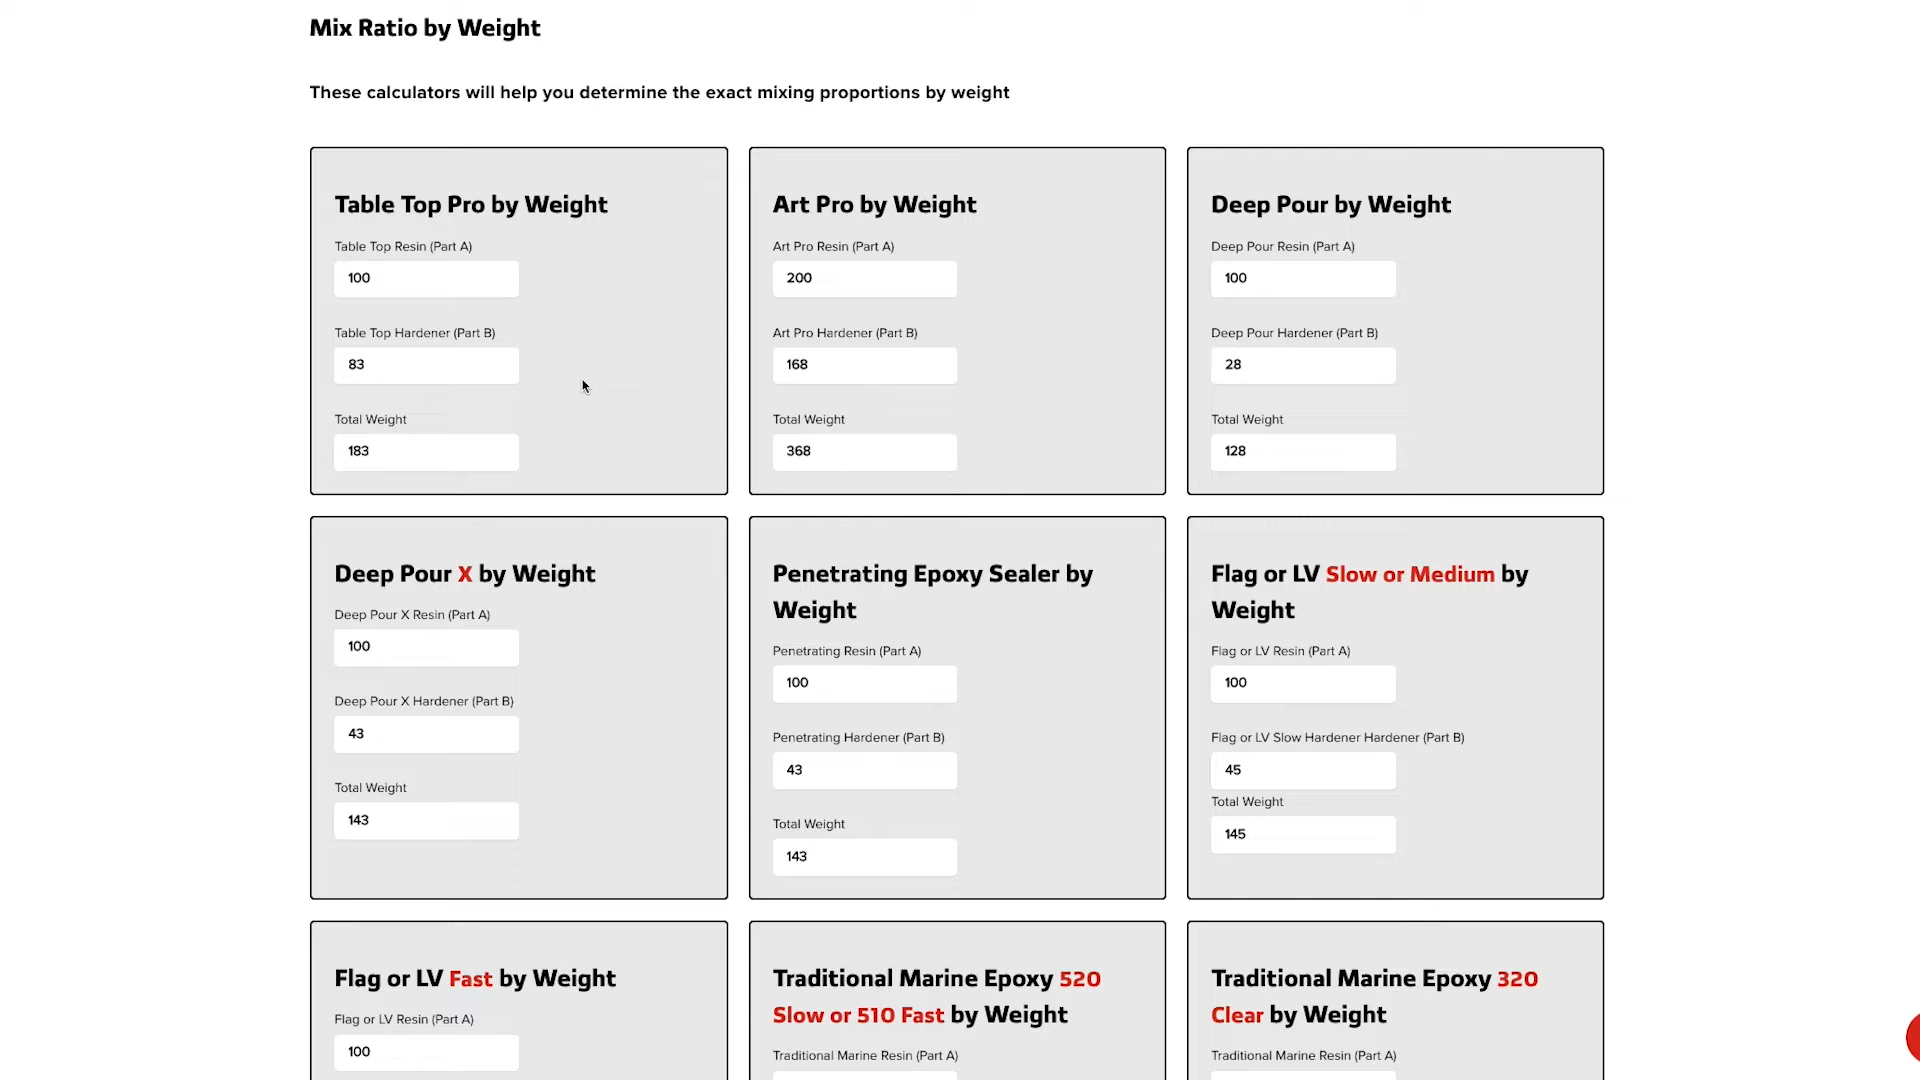 Mix Ratio by Weight
These calculators will help you determine the exact mixing proportions by weight
Table Top Pro by Weight
Table Top Resin (Part A)
100
Table Top Hardener (Part B)
83
Total Weight
183
Art Pro by Weight
Art Pro Resin (Part A)
200
Art Pro Hardener (Part B)
168
Total Weight
368
Deep Pour by Weight
Deep Pour Resin (Part A)
100
Deep Pour Hardener (Part B)
28
Total Weight
128
Deep Pour X by Weight
Deep Pour X Resin (Part A)
100
Deep Pour X Hardener (Part B)
43
Total Weight
143
Penetrating Epoxy Sealer by
Weight
Penetrating Resin (Part A)
100
Penetrating Hardener (Part B)
43
Total Weight
143
Flag or LV Slow or Medium by
Weight
Flag or LV Resin (Part A)
100
Flag or LV Slow Hardener Hardener (Part B)
45
Total Weight
145
Flag or LV Fast by Weight
Flag or LV Resin (Part A)
100
Traditional Marine Epoxy 520
Slow or 510 Fast by Weight
Traditional Marine Resin (Part A)
Traditional Marine Epoxy 320
Clear by Weight
Traditional Marine Resin (Part A)